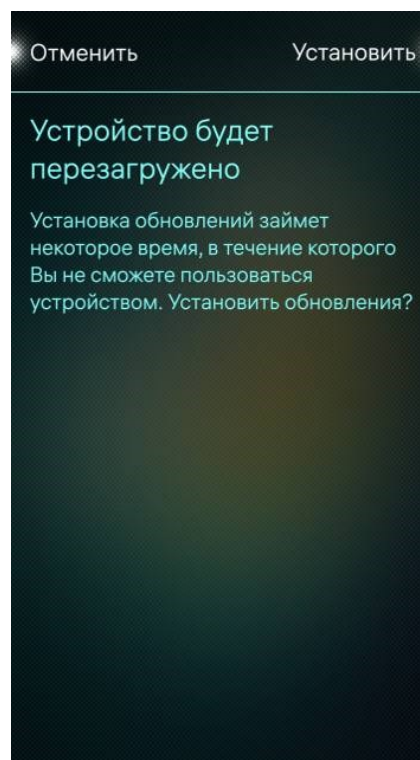 Отменить Установить
Устройство будет
перезагружено
Установка обновлений займет
некоторое время, в течение которого
Вы не сможете пользоваться
устройством. Установить обновления?